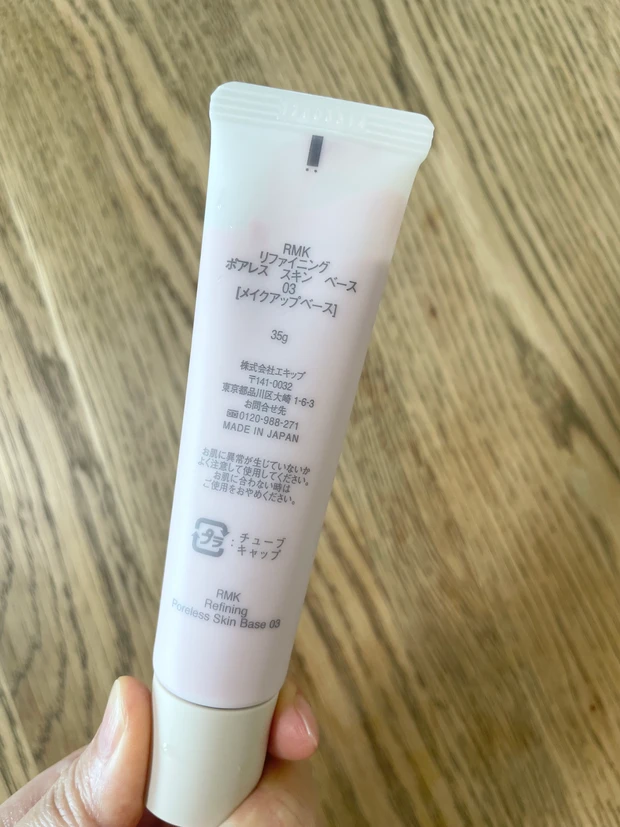 RMK
リファイニング
ポアレス スキン ベース
03
[メイクアップベース]
35g
株式会社エキップ
〒141-0032
東京都品川区大崎 1-6-3
お問合せ先
0120-988-271
MADE IN JAPAN
お肌に異常が生じていないか
よく注意して使用してください。
お肌に合わない時は
ご使用をおやめください。
プラ : チューブ
キャップ
RMK
Refining
Poreless Skin Base 03